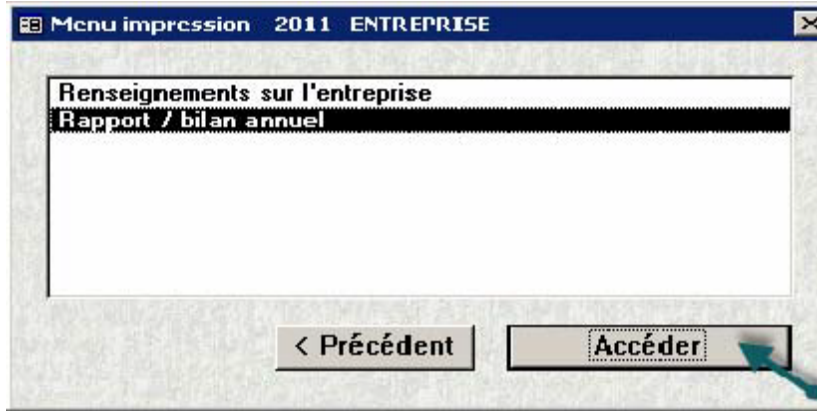 Menu impression 2011 ENTREPRISE
Renseignements sur l'entreprise
Rapport / bilan annuel
< Précédent
Accéder